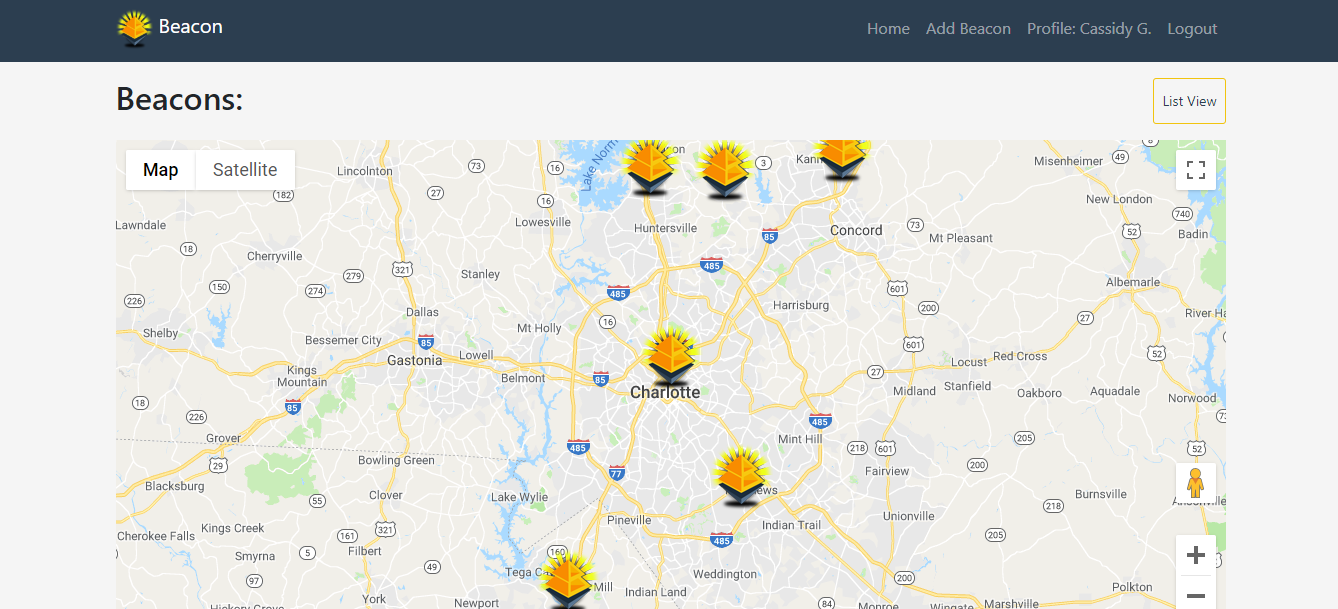 Beacon
Home Add Beacon Profile: Cassidy G. Logout
Beacons:
List View
Map Satellite
Lake Norm
3
73
16
Lincolnton
Misenheimer
49
8
182
27
16
New London
740
Lawndale
Lowesville
Huntersville
Concord
73
52
Badin
18
85
Mt Pleasant
Cherryville
485
321
279
Stanley
150
274
485
601
Albemarle
226
Harrisburg
200
Dallas
16
27
River Ha
Shelby
Mt Holly
Bessemer City
85
601
Gastonia
Lowell
Locust
Red Cross
52
Kings
Mountain
Belmont
85
27
Midland
Stanfield
Oakboro
Aquadale
Charlotte
Norwood
18
85
226
485
Grover
Mint Hill
205
485
218
601
52
Bowling Green
29
77
Fairview
200
Blacksburg
Clover
Lake Wylie
55
Burnsville
218
Kings Creek
Pineville
Indian Trail
Unionville
321
Cherokee Falls
161
485
205
Smyrna
5
Filbert
160
49
Tega C
Mill
Weddington
97
200
Polkton
York
Newport
Indian Land
84
Monroe
Wingate
Marshville
Hickory Grove